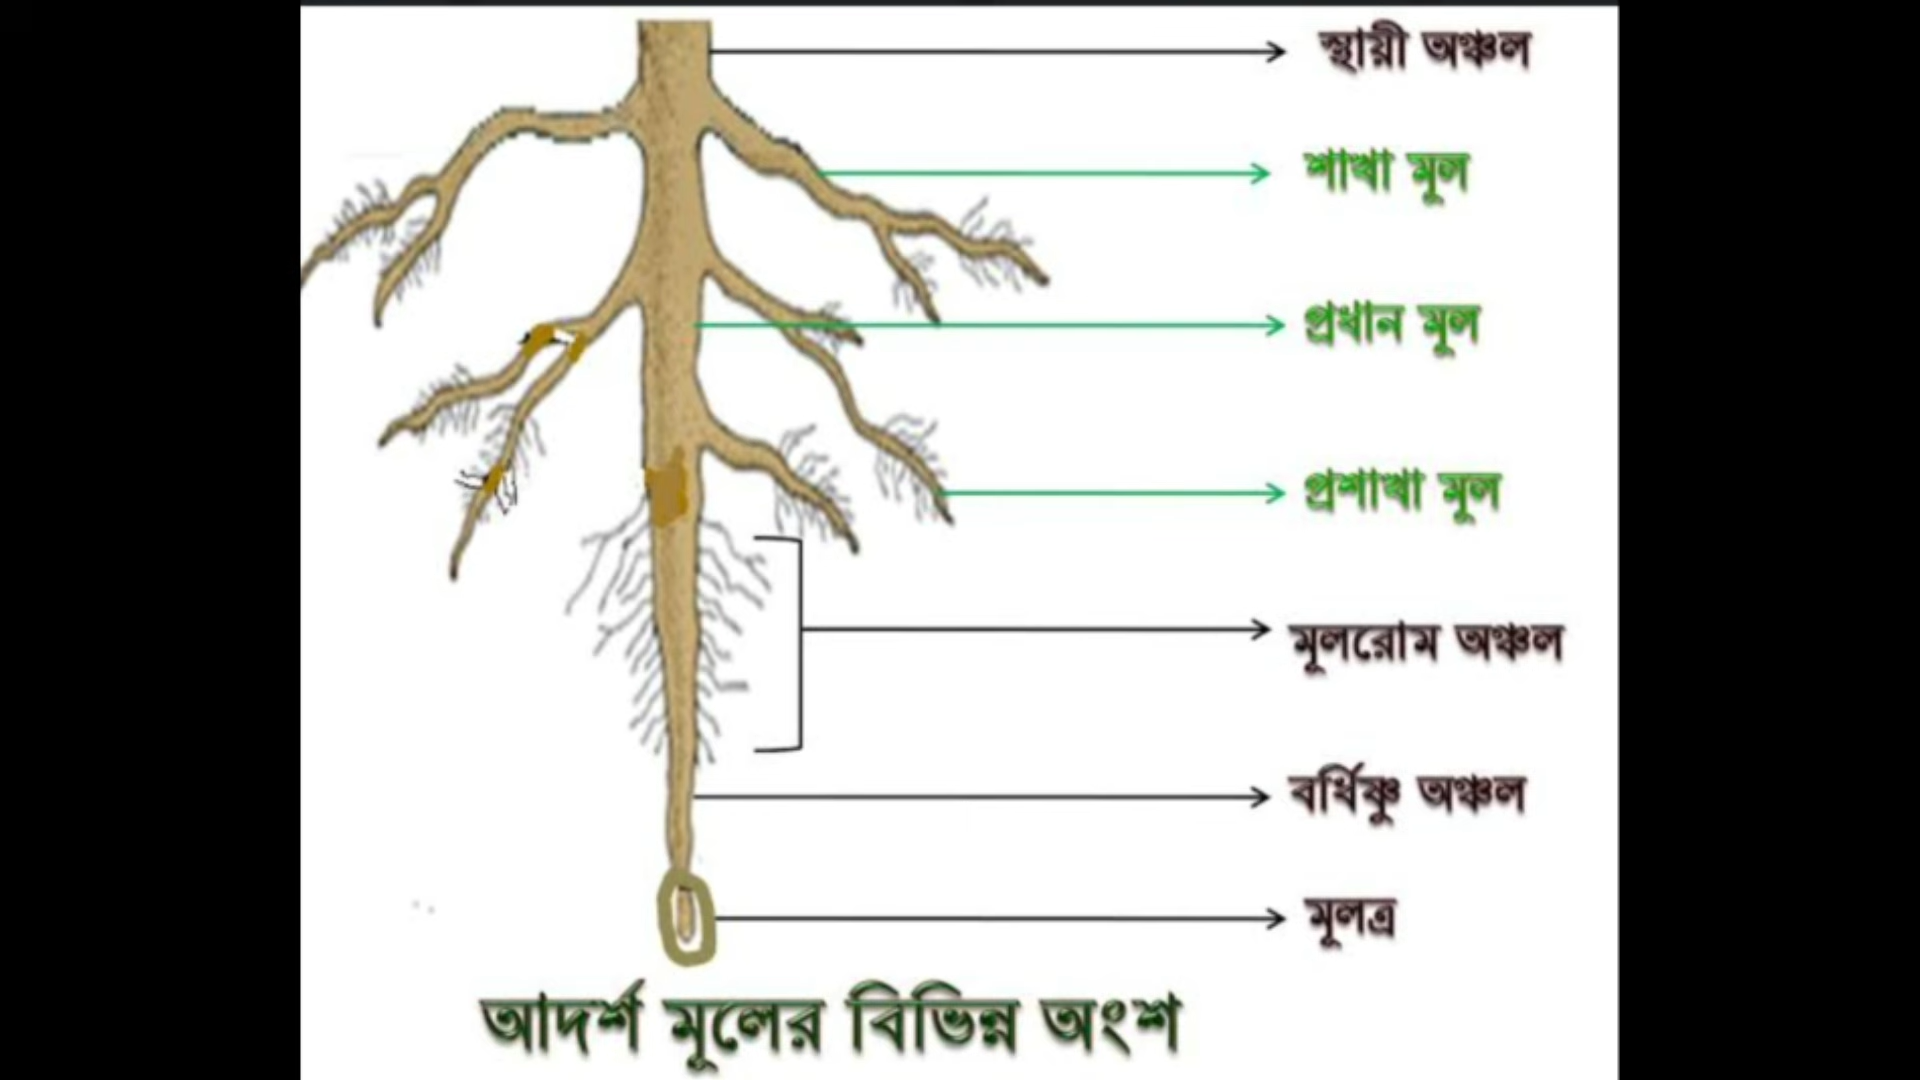 স্থায়ী অঞ্চল
শাখা মুল
প্রধান মুল
প্রশাখা মুল
মূলরোম অঞ্চল
বর্ধিষ্ণু অঞ্চল
মূলত্র
আদর্শ মূলের বিভিন্ন অংশ